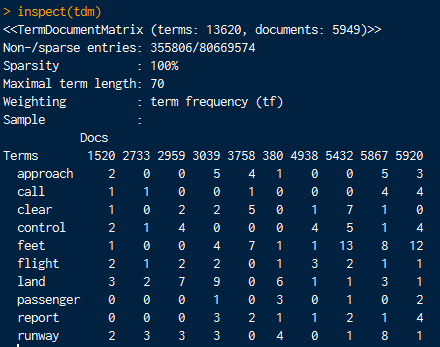 > inspect(tdm)
<<TermDocumentMatrix (terms: 13620, documents: 5949)>>
Non-/sparse entries: 355806/80669574
Sparsity           : 100%
Maximal term length: 70
Weighting          : term frequency (tf)
Sample             :
          Docs
Terms       1520 2733 2959 3039 3758 380 4938 5432 5867 5920
  approach     2    0    0    5    4   1    0    0    5    3
  call         1    1    0    0    1   0    0    0    4    4
  clear        1    0    2    2    5   0    1    7    1    0
  control      2    1    4    0    0   0    4    5    1    4
  feet         1    0    0    4    7   1    1   13    8   12
  flight       2    1    2    2    0   1    3    2    1    1
  land         3    2    7    9    0   6    1    1    3    1
  passenger    0    0    0    1    0   3    0    1    0    2
  report       0    0    0    3    2   1    1    2    1    4
  runway       2    3    3    3    0   4    0    1    8    1